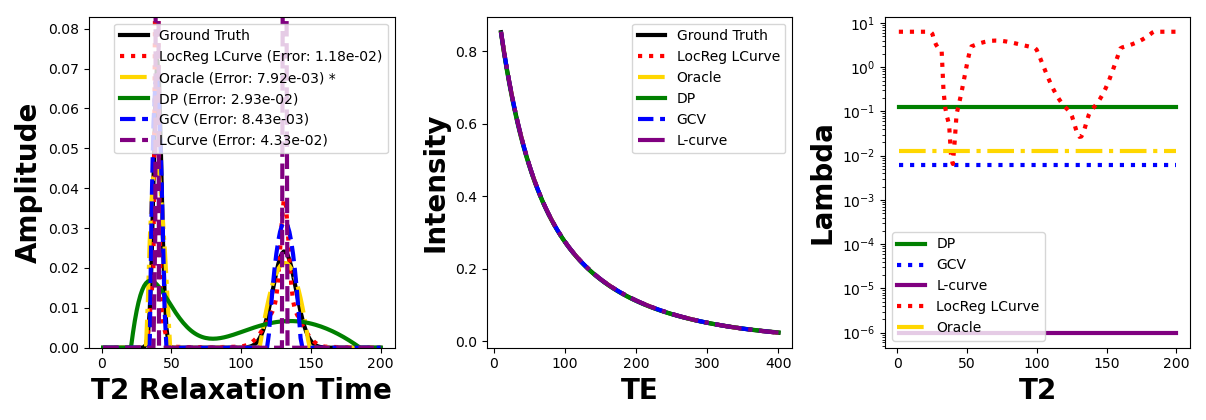 Amplitude
0.08
0.07
0.06
0.05
0.04
0.03
0.02
0.01
0.00
Ground Truth
LocReg LCurve (Error: 1.18e-02)
Oracle (Error: 7.92e-03) *
DP (Error: 2.93e-02)
GCV (Error: 8.43e-03)
LCurve (Error: 4.33e-02)
0 50 100 150 200
T2 Relaxation Time
Intensity
0.8
0.6
0.4
0.2
0.0
Ground Truth
LocReg LCurve
Oracle
DP
GCV
L-curve
0 100 200 300 400
TE
Lambda
10¹
10⁰
10⁻¹
10⁻²
10⁻³
10⁻⁴
10⁻⁵
10⁻⁶
DP
GCV
L-curve
LocReg LCurve
Oracle
0 50 100 150 200
T2